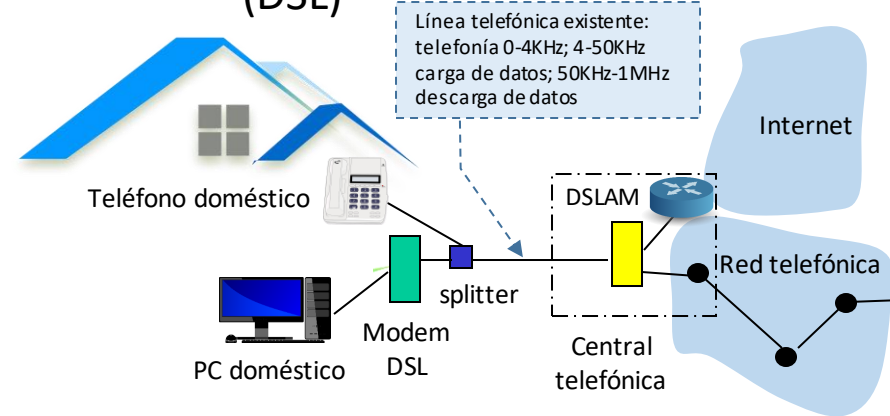 (DSL)
Línea telefónica existente:
telefonía 0-4KHz; 4-50KHz
carga de datos; 50KHz-1MHz
descarga de datos
Internet
Teléfono doméstico
DSLAM
Red telefónica
splitter
Modem
DSL
PC doméstico
Central
telefónica